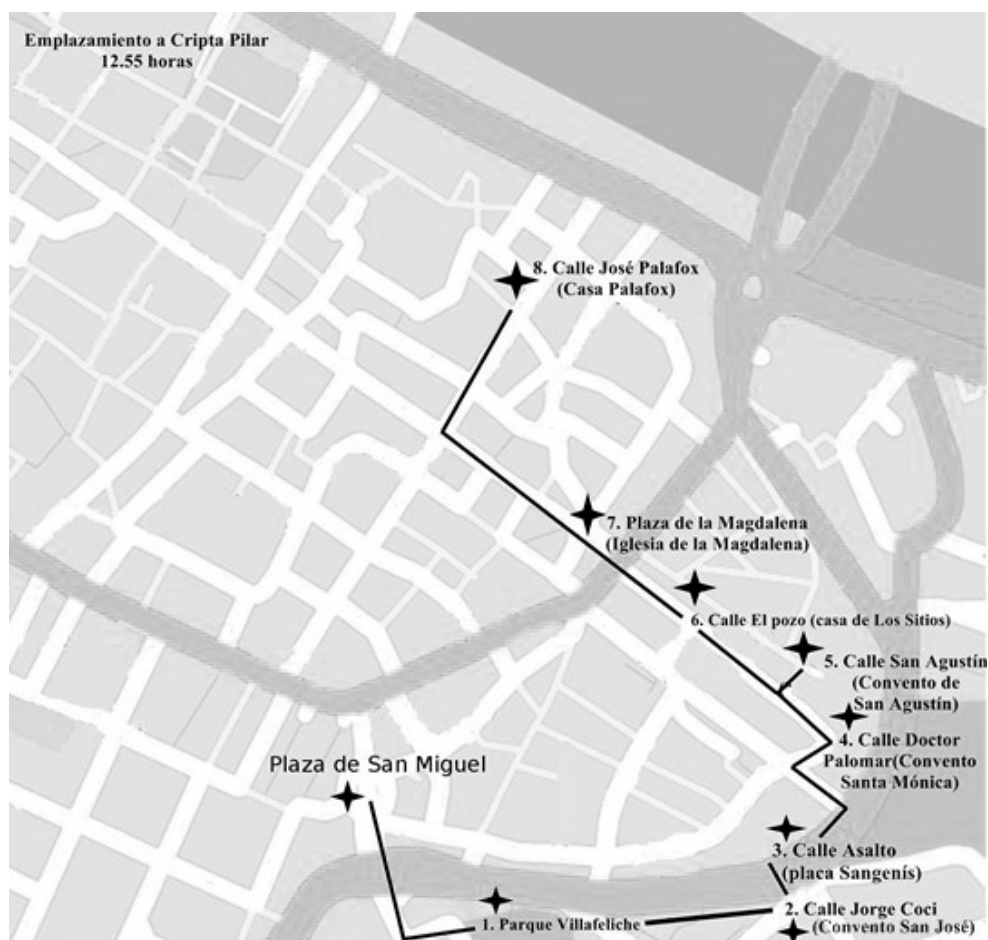 Emplazamiento a Cripta Pilar
12.55 horas
8. Calle José Palafox
(Casa Palafox)
7. Plaza de la Magdalena
(Iglesia de la Magdalena)
6. Calle El pozo (casa de Los Sitios)
5. Calle San Agustín
(Convento de
San Agustín)
4. Calle Doctor
Palomar(Convento
Santa Mónica)
Plaza de San Miguel
3. Calle Asalto
(placa Sangenís)
2. Calle Jorge Coci
(Convento San José)
1. Parque Villafeliche